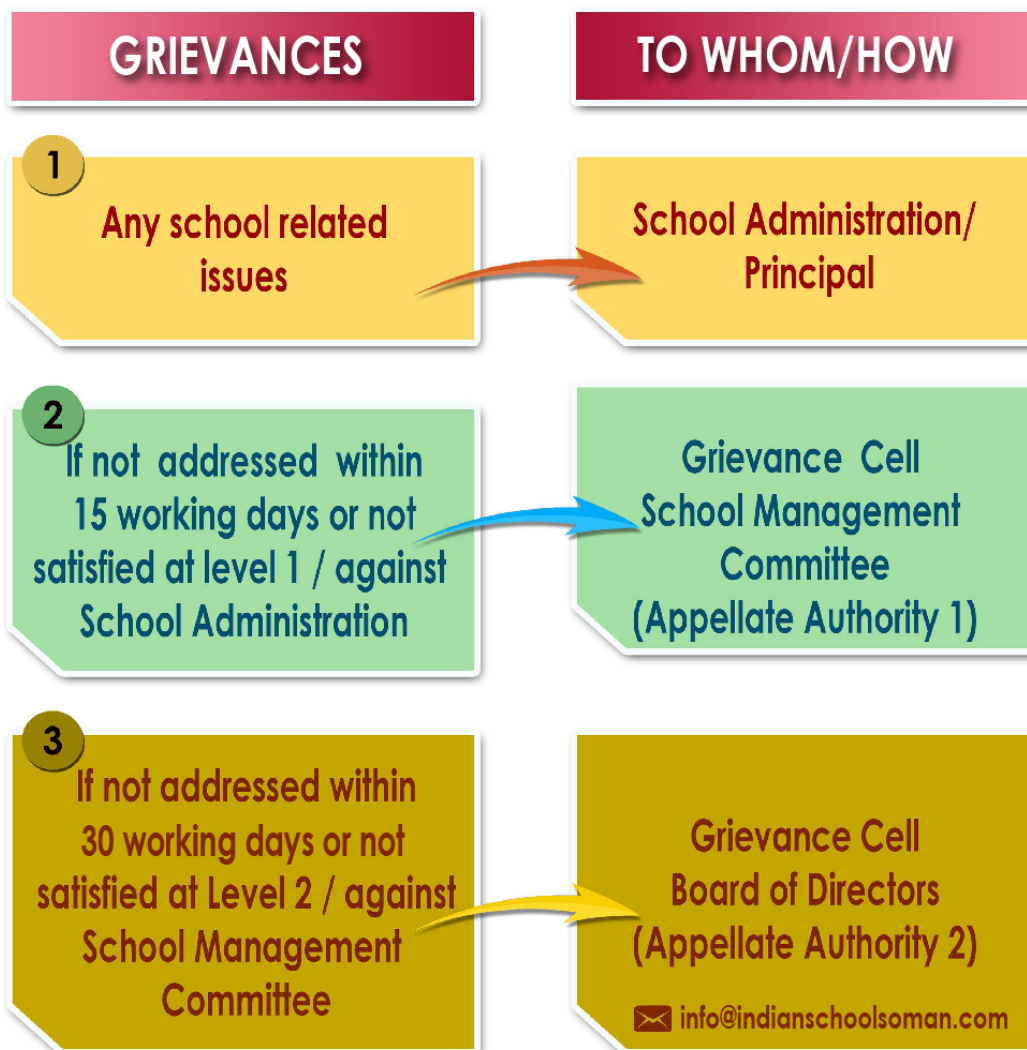 GRIEVANCES
TO WHOM/HOW
1
Any school related
issues
School Administration/
Principal
2
If not addressed within
15 working days or not
satisfied at level 1 / against
School Administration
Grievance Cell
School Management
Committee
(Appellate Authority 1)
3
If not addressed within
30 working days or not
satisfied at Level 2 / against
School Management
Committee
Grievance Cell
Board of Directors
(Appellate Authority 2)
info@indianschoolsoman.com